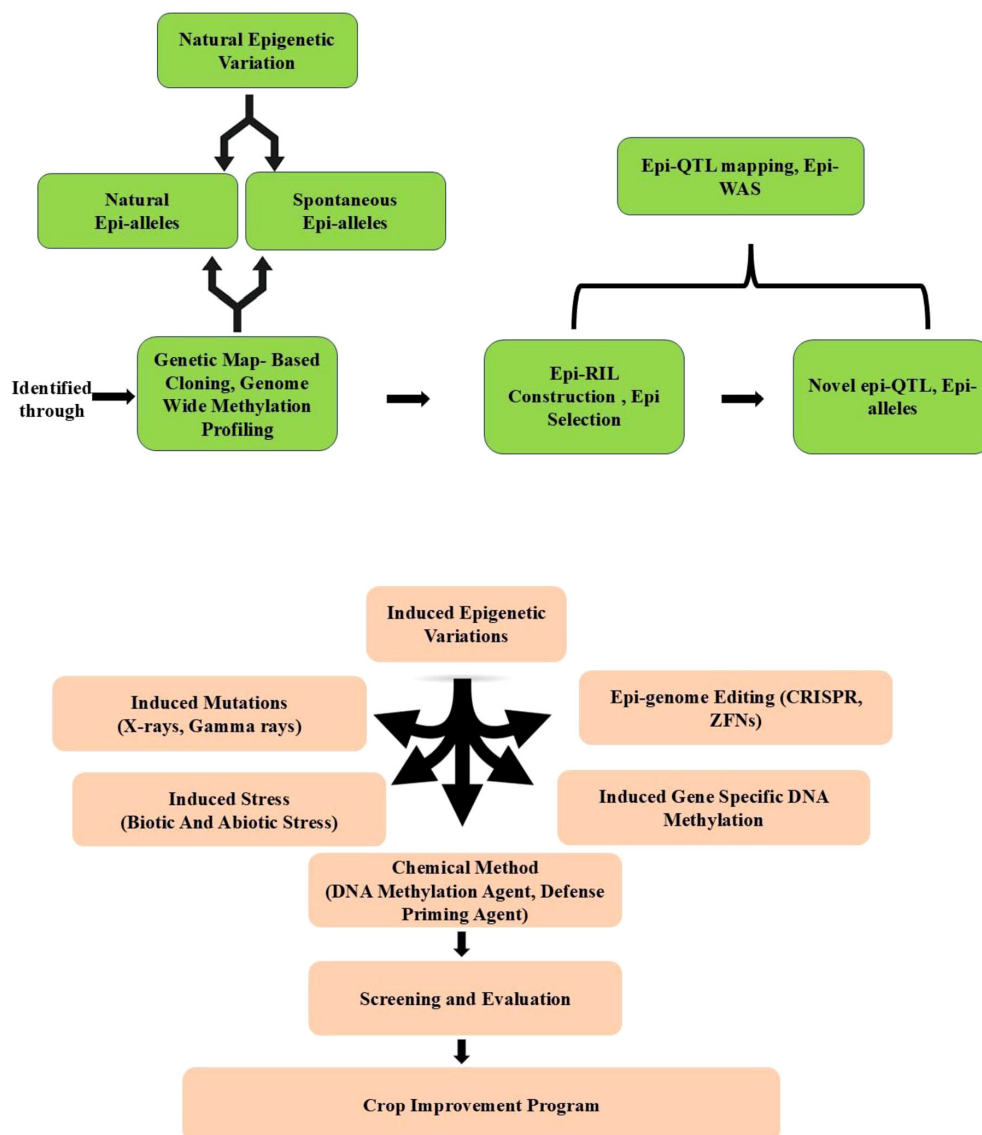 Natural Epigenetic
Variation
Natural
Epi-alleles
Spontaneous
Epi-alleles
Epi-QTL mapping, Epi-
WAS
Identified
through
Genetic Map- Based
Cloning, Genome
Wide Methylation
Profiling
Epi-RIL
Construction , Epi
Selection
Novel epi-QTL, Epi-
alleles
Induced Epigenetic
Variations
Induced Mutations
(X-rays, Gamma rays)
Epi-genome Editing (CRISPR,
ZFNs)
Induced Stress
(Biotic And Abiotic Stress)
Induced Gene Specific DNA
Methylation
Chemical Method
(DNA Methylation Agent, Defense
Priming Agent)
Screening and Evaluation
Crop Improvement Program